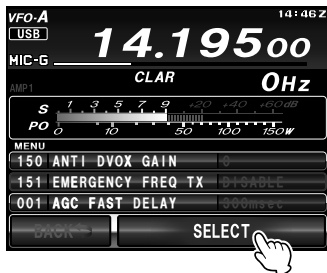 VFO-A 14:46Z
USB
14.19500
MIC-G
CLAR 0Hz
AMP1
S 1 3 5 7 9 +20 +40 +60dB
PO 0 10 50 100 150W
MENU
150 ANTI DVOX GAIN 0
151 EMERGENCY FREQ TX DISABLE
001 AGC FAST DELAY 300msec
BACK SELECT